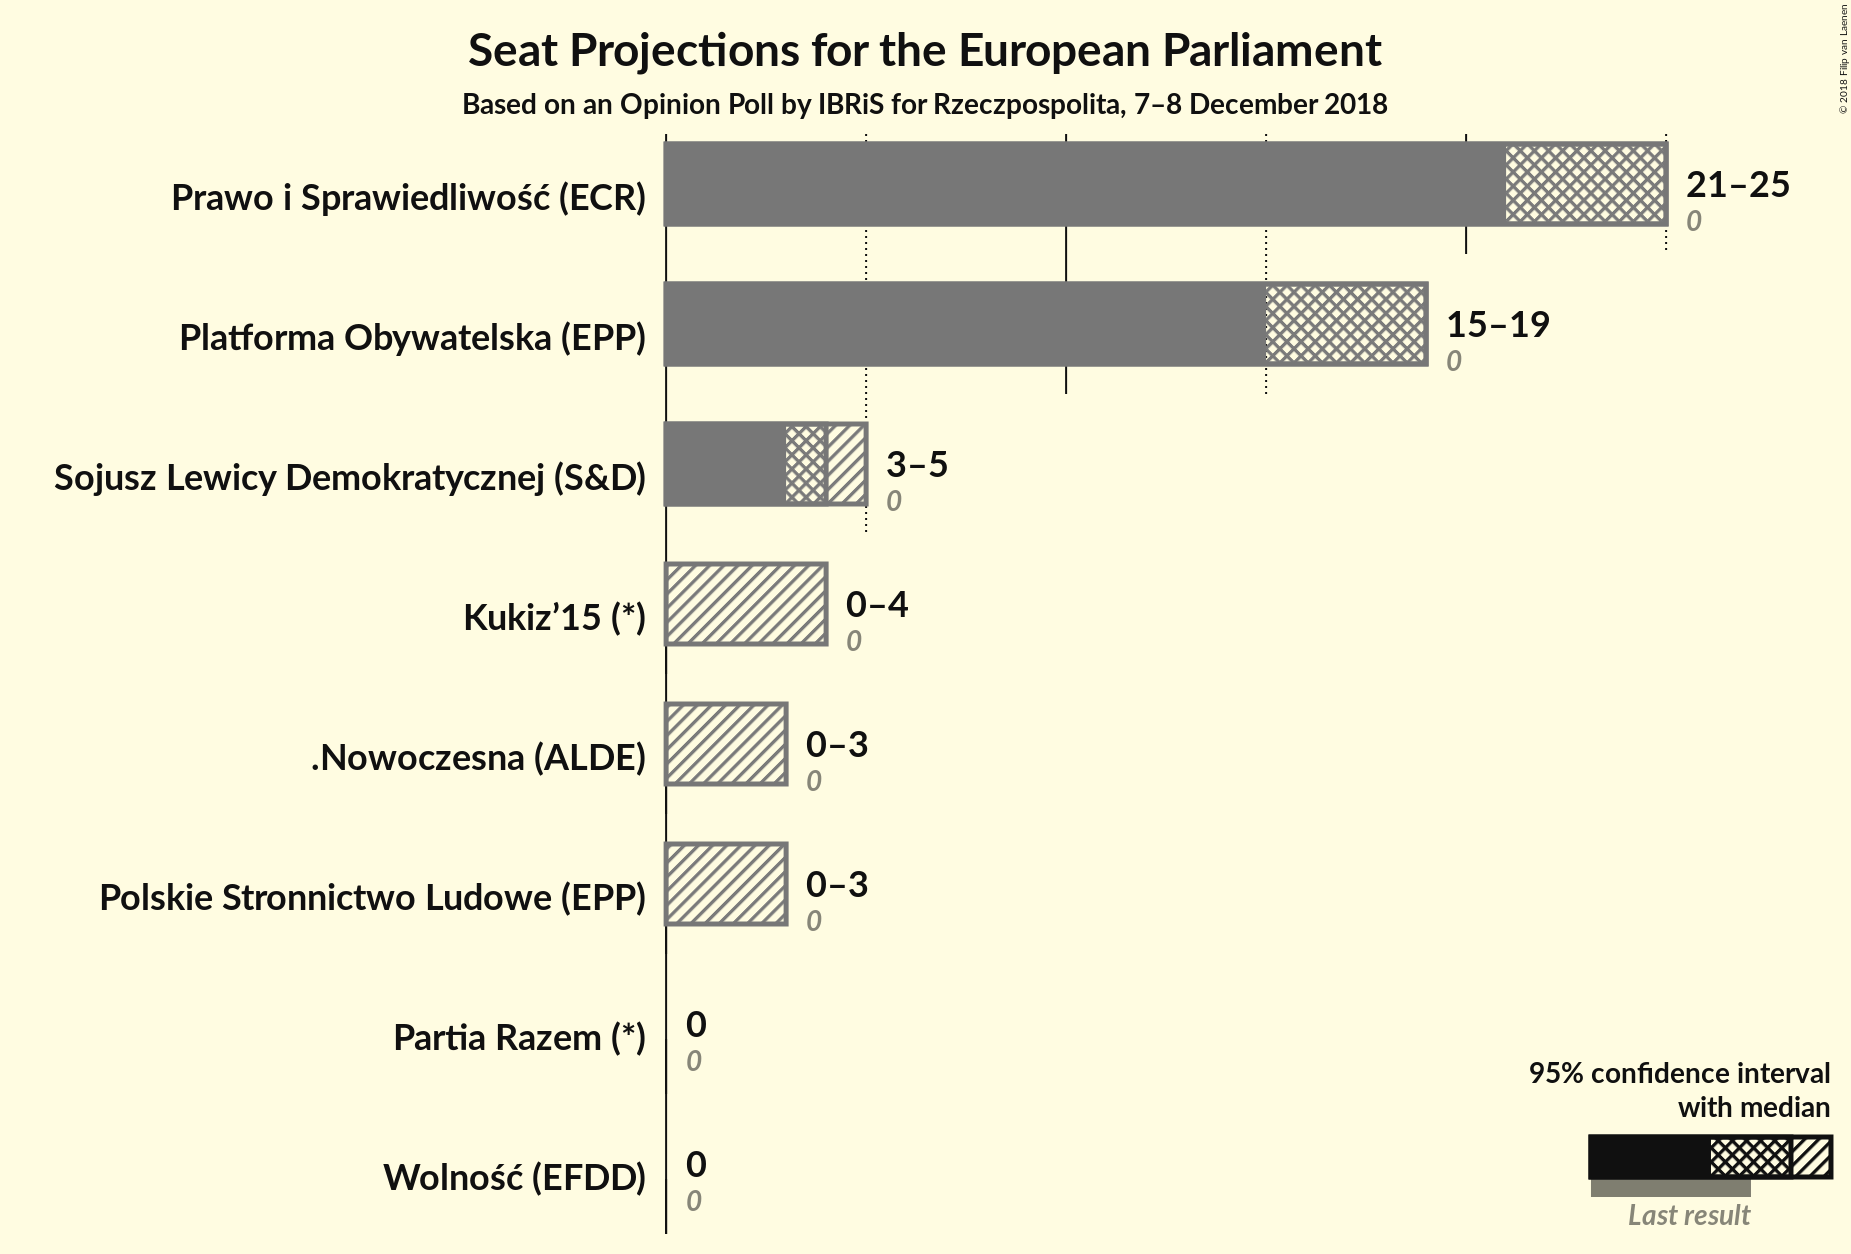 Seat Projections for the European Parliament
Based on an Opinion Poll by IBRiS for Rzeczpospolita, 7–8 December 2018
© 2018 Filip van Laenen
Prawo i Sprawiedliwość (ECR)
21–25
0
Platforma Obywatelska (EPP)
15–19
0
Sojusz Lewicy Demokratycznej (S&D)
3–5
0
Kukiz’15 (*)
0–4
0
.Nowoczesna (ALDE)
0–3
0
Polskie Stronnictwo Ludowe (EPP)
0–3
0
Partia Razem (*)
0
0
Wolność (EFDD)
0
0
95% confidence interval
with median
Last result